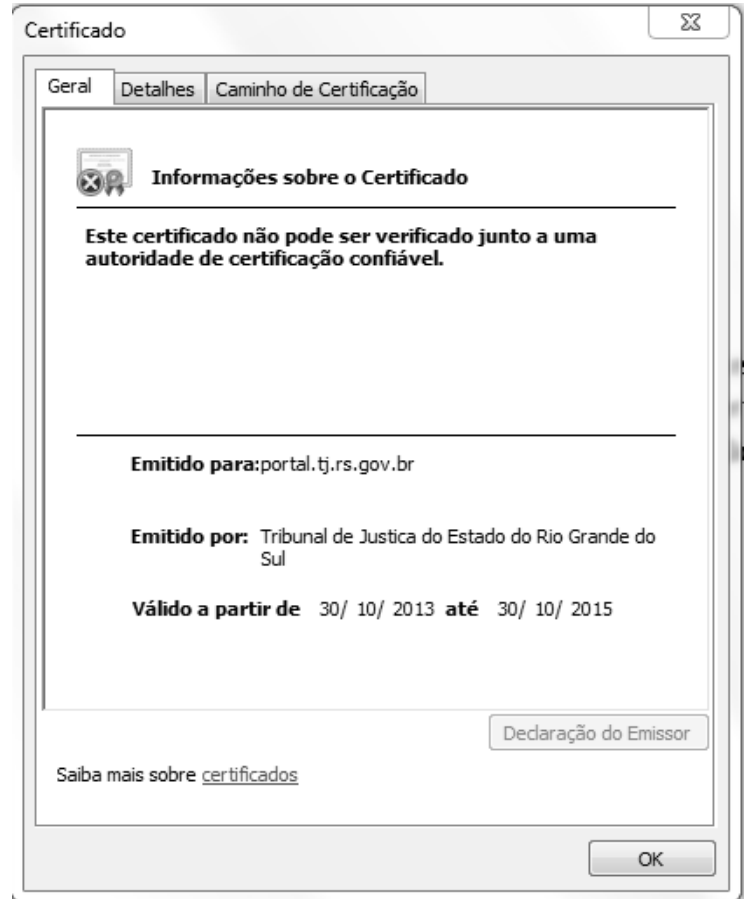 Certificado
Geral Detalhes Caminho de Certificação
Informações sobre o Certificado
Este certificado não pode ser verificado junto a uma
autoridade de certificação confiável.
Emitido para:portal.tj.rs.gov.br
Emitido por: Tribunal de Justica do Estado do Rio Grande do
Sul
Válido a partir de 30/ 10/ 2013 até 30/ 10/ 2015
Declaração do Emissor
Saiba mais sobre certificados
OK